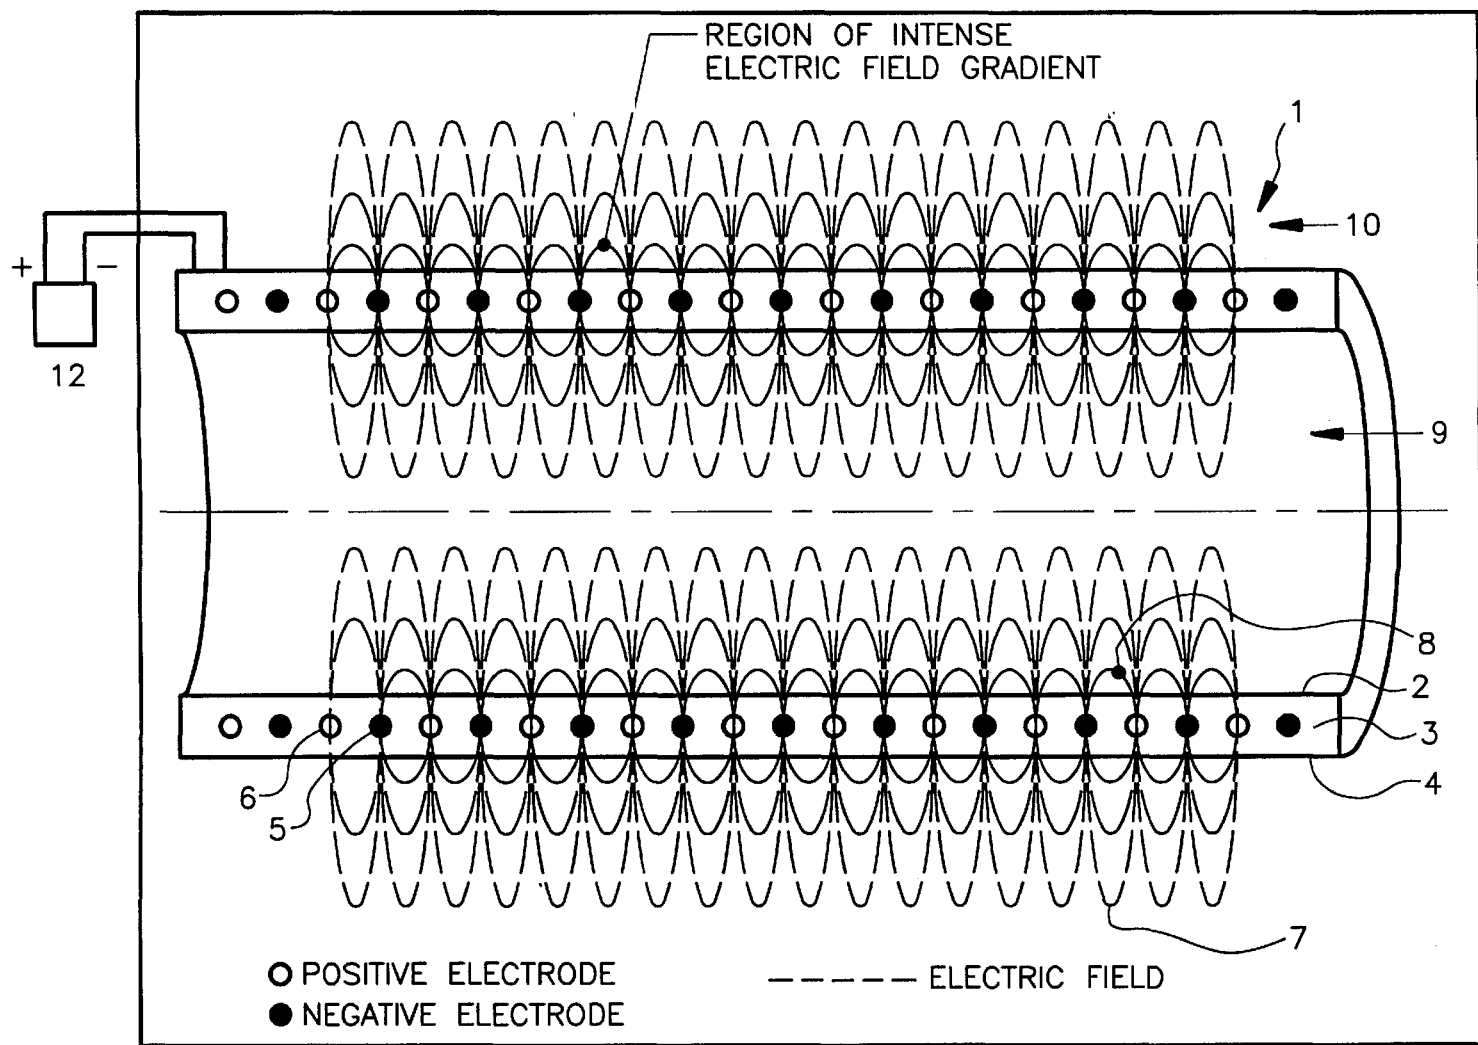 REGION OF INTENSE
ELECTRIC FIELD GRADIENT
1
10
+ −
12
9
8
2
3
4
6
5
7
POSITIVE ELECTRODE
ELECTRIC FIELD
NEGATIVE ELECTRODE